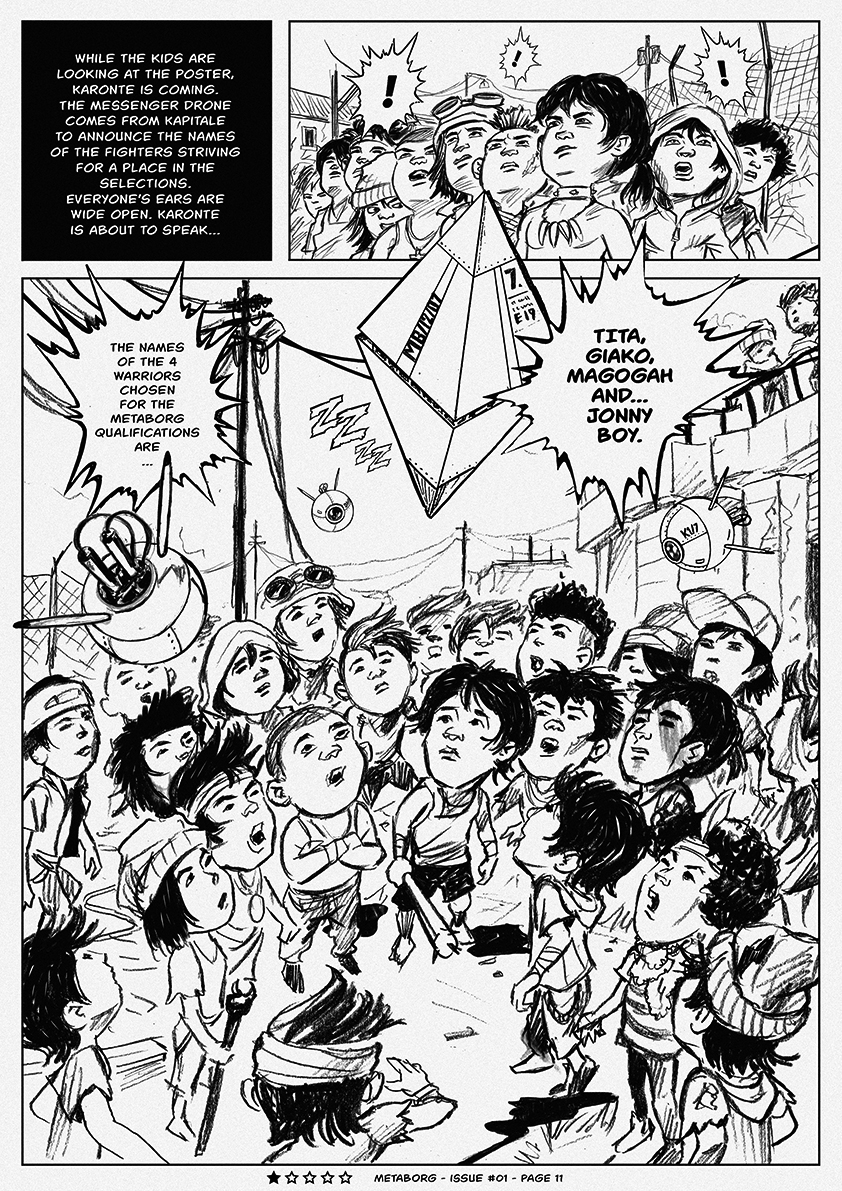 WHILE THE KIDS ARE
LOOKING AT THE POSTER,
KARONTE IS COMING.
THE MESSENGER DRONE
COMES FROM KAPITALE
TO ANNOUNCE THE NAMES
OF THE FIGHTERS STRIVING
FOR A PLACE IN THE
SELECTIONS.
EVERYONE'S EARS ARE
WIDE OPEN. KARONTE
IS ABOUT TO SPEAK...
!
!
!
THE NAMES
OF THE 4
WARRIORS
CHOSEN
FOR THE
METABORG
QUALIFICATIONS
ARE
...
7.
E19
TITA,
GIAKO,
MAGOGAH
AND...
JONNY
BOY.
ZZZ
ZZZ
METABORG - ISSUE #01 - PAGE 11